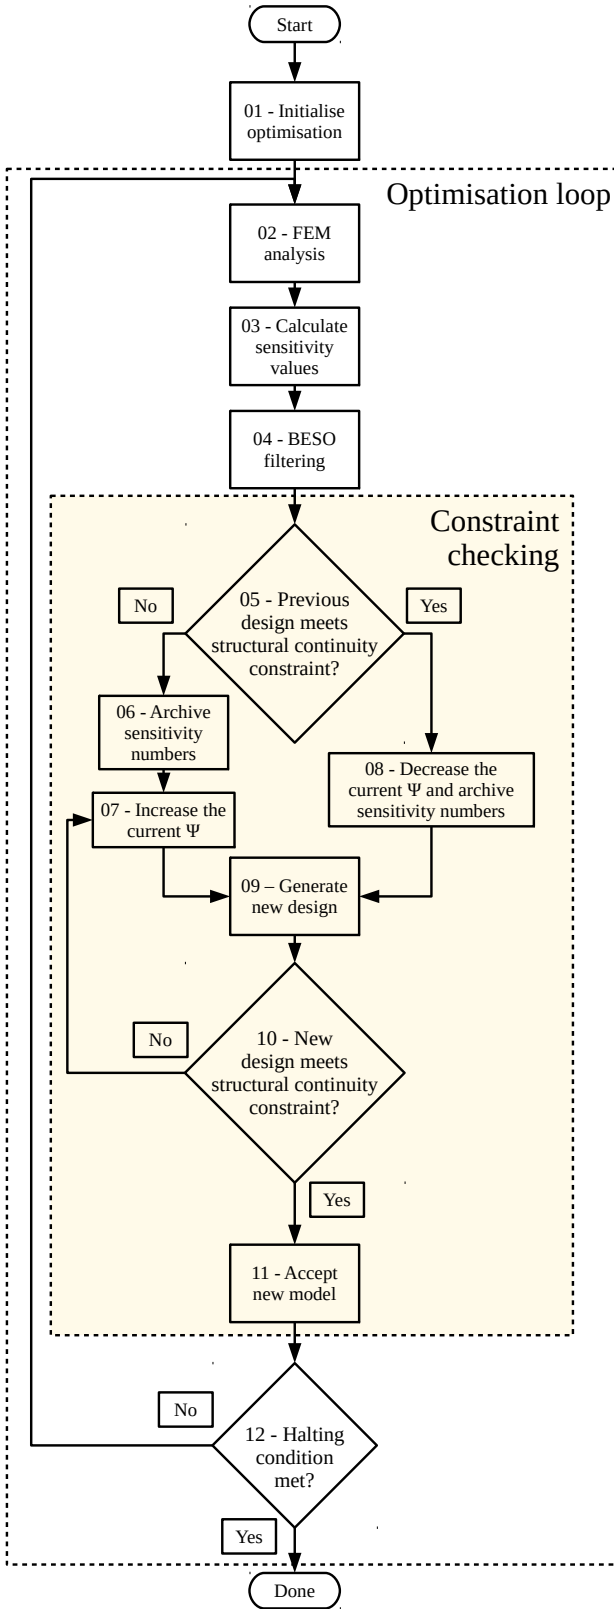 Start
01 - Initialise
optimisation
Optimisation loop
02 - FEM
analysis
03 - Calculate
sensitivity
values
04 - BESO
filtering
Constraint
checking
05 - Previous
design meets
structural continuity
constraint?
No
Yes
06 - Archive
sensitivity
numbers
08 - Decrease the
current Ψ and archive
sensitivity numbers
07 - Increase the
current Ψ
09 – Generate
new design
10 - New
design meets
structural continuity
constraint?
No
Yes
11 - Accept
new model
12 - Halting
condition
met?
No
Yes
Done